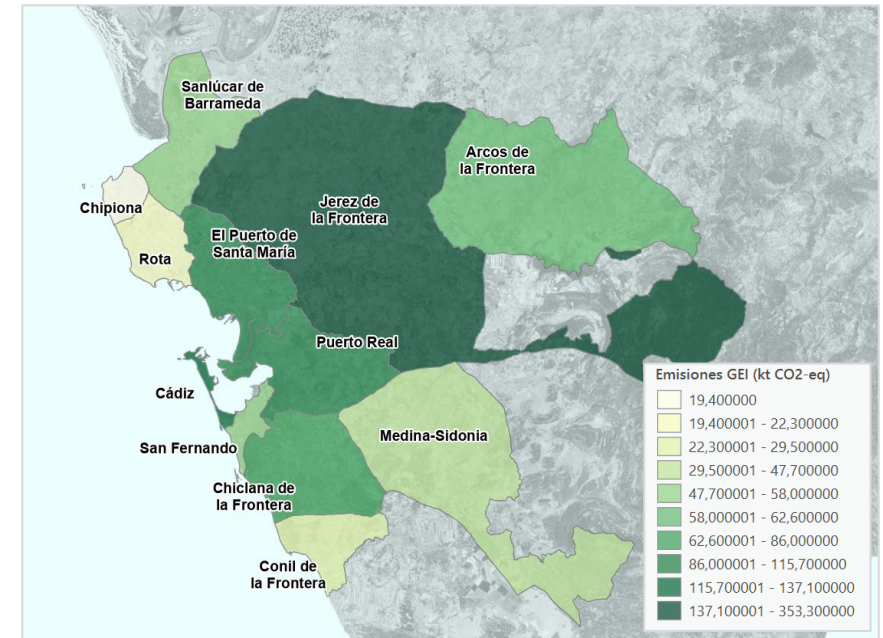 Sanlúcar de
Barrameda
Arcos de
la Frontera
Chipiona
Jerez de
la Frontera
El Puerto de
Santa María
Rota
Puerto Real
Cádiz
Medina-Sidonia
San Fernando
Chiclana de
la Frontera
Conil de
la Frontera
Emisiones GEI (kt CO2-eq)
19,400000
19,400001 - 22,300000
22,300001 - 29,500000
29,500001 - 47,700000
47,700001 - 58,000000
58,000001 - 62,600000
62,600001 - 86,000000
86,000001 - 115,700000
115,700001 - 137,100000
137,100001 - 353,300000